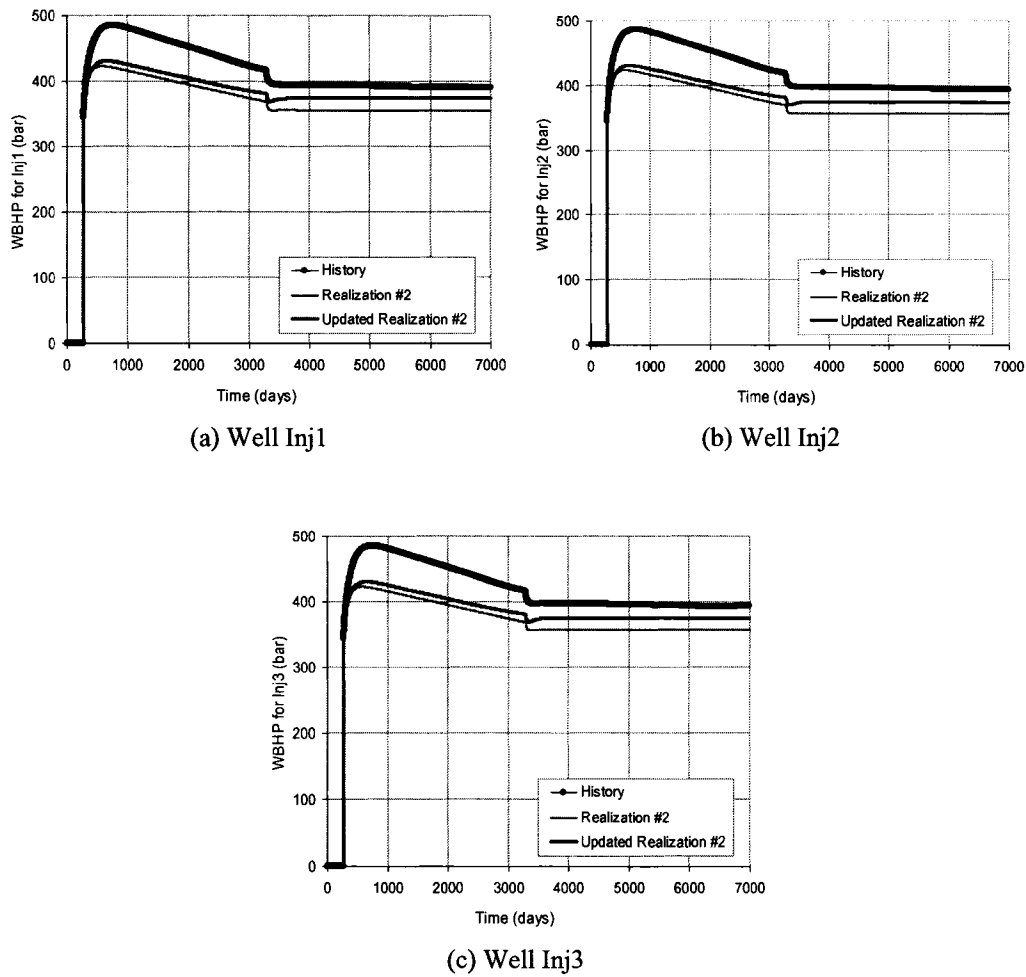 500
400
300
200
100
0
WBHP for Inj1 (bar)
History
Realization #2
Updated Realization #2
0 1000 2000 3000 4000 5000 6000 7000
Time (days)
(a) Well Inj1
500
400
300
200
100
0
WBHP for Inj2 (bar)
History
Realization #2
Updated Realization #2
0 1000 2000 3000 4000 5000 6000 7000
Time (days)
(b) Well Inj2
500
400
300
200
100
0
WBHP for Inj3 (bar)
History
Realization #2
Updated Realization #2
0 1000 2000 3000 4000 5000 6000 7000
Time (days)
(c) Well Inj3